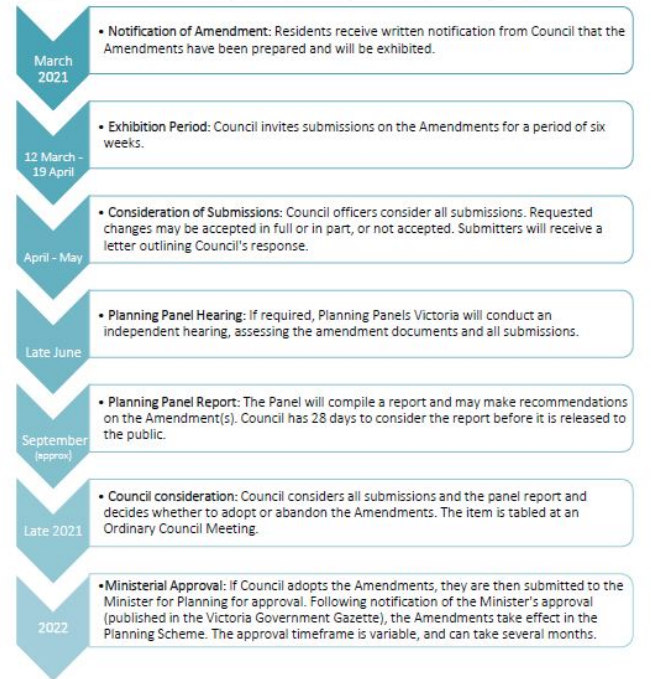 March
2021
• Notification of Amendment: Residents receive written notification from Council that the
Amendments have been prepared and will be exhibited.
12 March -
19 April
• Exhibition Period: Council invites submissions on the Amendments for a period of six
weeks.
April - May
• Consideration of Submissions: Council officers consider all submissions. Requested
changes may be accepted in full or in part, or not accepted. Submitters will receive a
letter outlining Council's response.
Late June
• Planning Panel Hearing: If required, Planning Panels Victoria will conduct an
independent hearing, assessing the amendment documents and all submissions.
September
(approx)
• Planning Panel Report: The Panel will compile a report and may make recommendations
on the Amendment(s). Council has 28 days to consider the report before it is released to
the public.
Late 2021
• Council consideration: Council considers all submissions and the panel report and
decides whether to adopt or abandon the Amendments. The item is tabled at an
Ordinary Council Meeting.
2022
•Ministerial Approval: If Council adopts the Amendments, they are then submitted to the
Minister for Planning for approval. Following notification of the Minister's approval
(published in the Victoria Government Gazette), the Amendments take effect in the
Planning Scheme. The approval timeframe is variable, and can take several months.